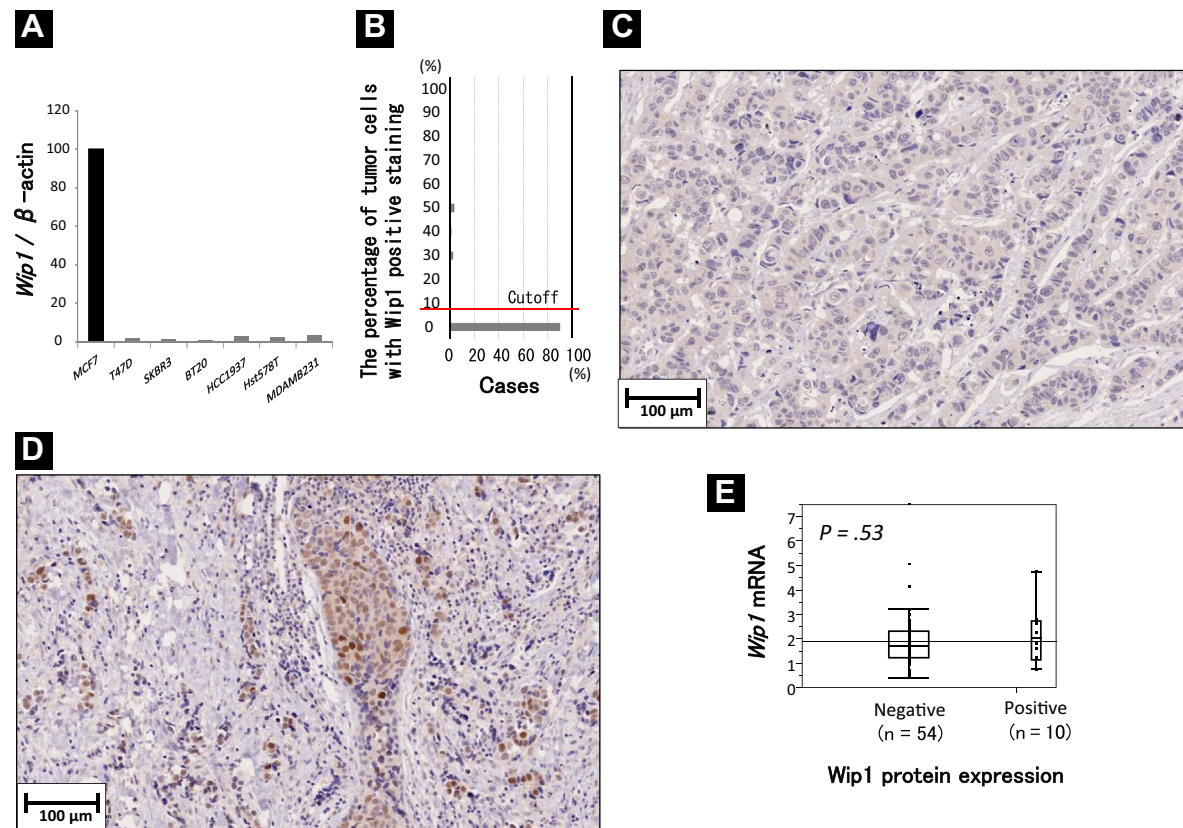 A
120
100
80
60
40
20
0
Wip1 / β-actin
MCF7
T47D
SKBR3
BT20
HCC1937
Hst578T
MDAMB231
B
(%)
100
90
80
70
60
50
40
30
20
10
0
The percentage of tumor cells
with Wip1 positive staining
Cutoff
0 20 40 60 80 100
(%)
Cases
C
100 μm
D
100 μm
E
P = .53
7
6
5
4
3
2
1
0
Wip1 mRNA
Negative
(n = 54)
Positive
(n = 10)
Wip1 protein expression